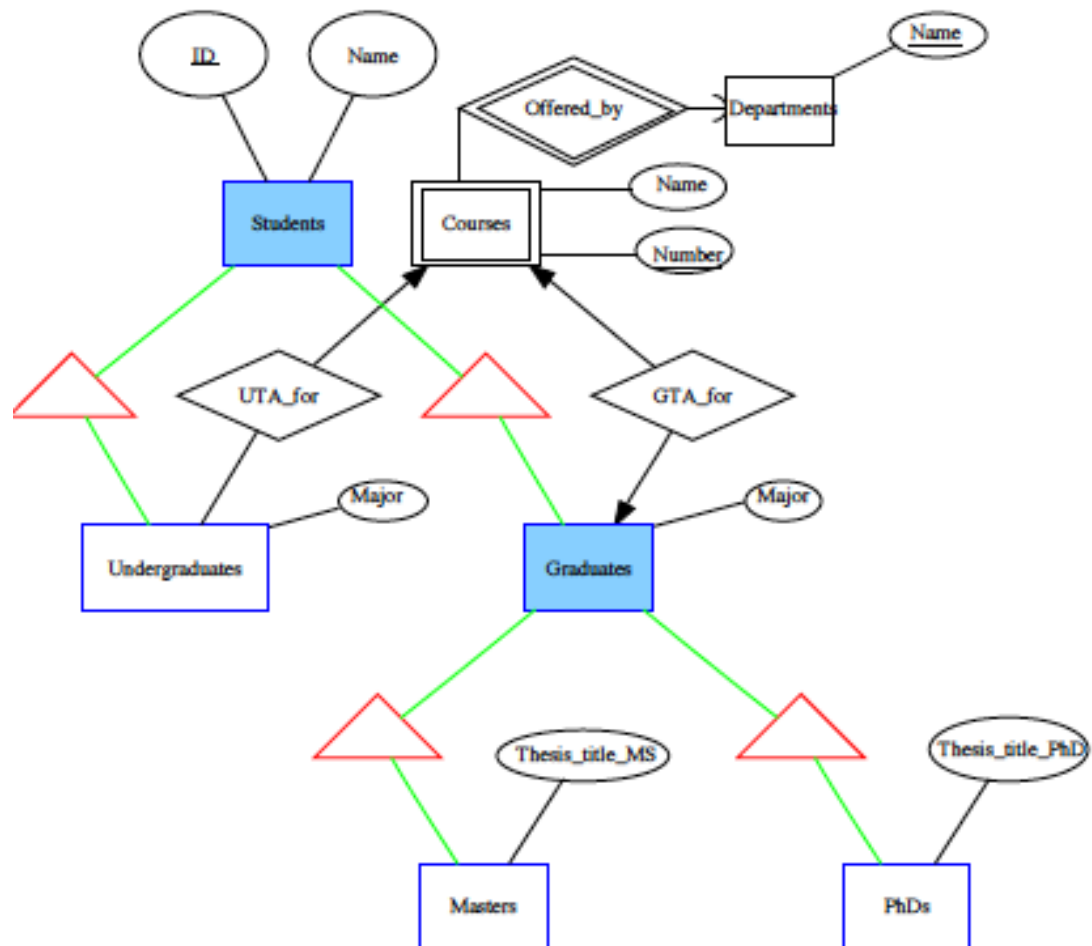 Name
ID
Name
Offered_by
Departments
Name
Students
Courses
Number
UTA_for
GTA_for
Major
Major
Undergraduates
Graduates
Thesis_title_MS
Thesis_title_PhD
Masters
PhDs